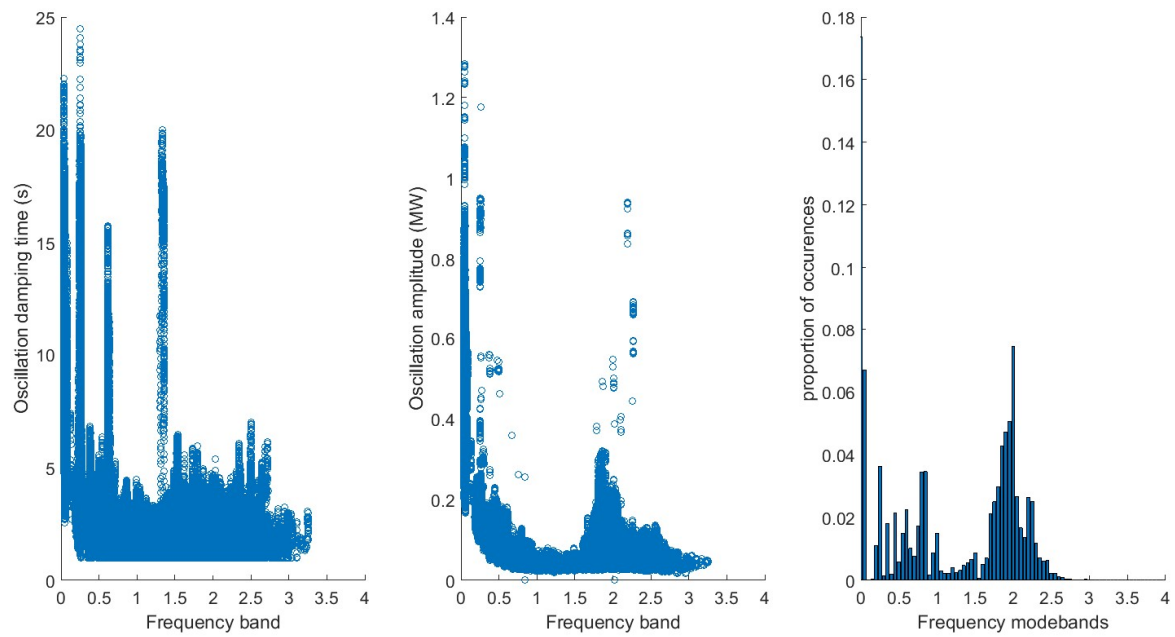 25
20
15
10
5
0
0 0.5 1 1.5 2 2.5 3 3.5 4
Oscillation damping time (s)
Frequency band
1.4
1.2
1
0.8
0.6
0.4
0.2
0
0 0.5 1 1.5 2 2.5 3 3.5 4
Oscillation amplitude (MW)
Frequency band
0.18
0.16
0.14
0.12
0.1
0.08
0.06
0.04
0.02
0
0 0.5 1 1.5 2 2.5 3 3.5 4
proportion of occurences
Frequency modebands